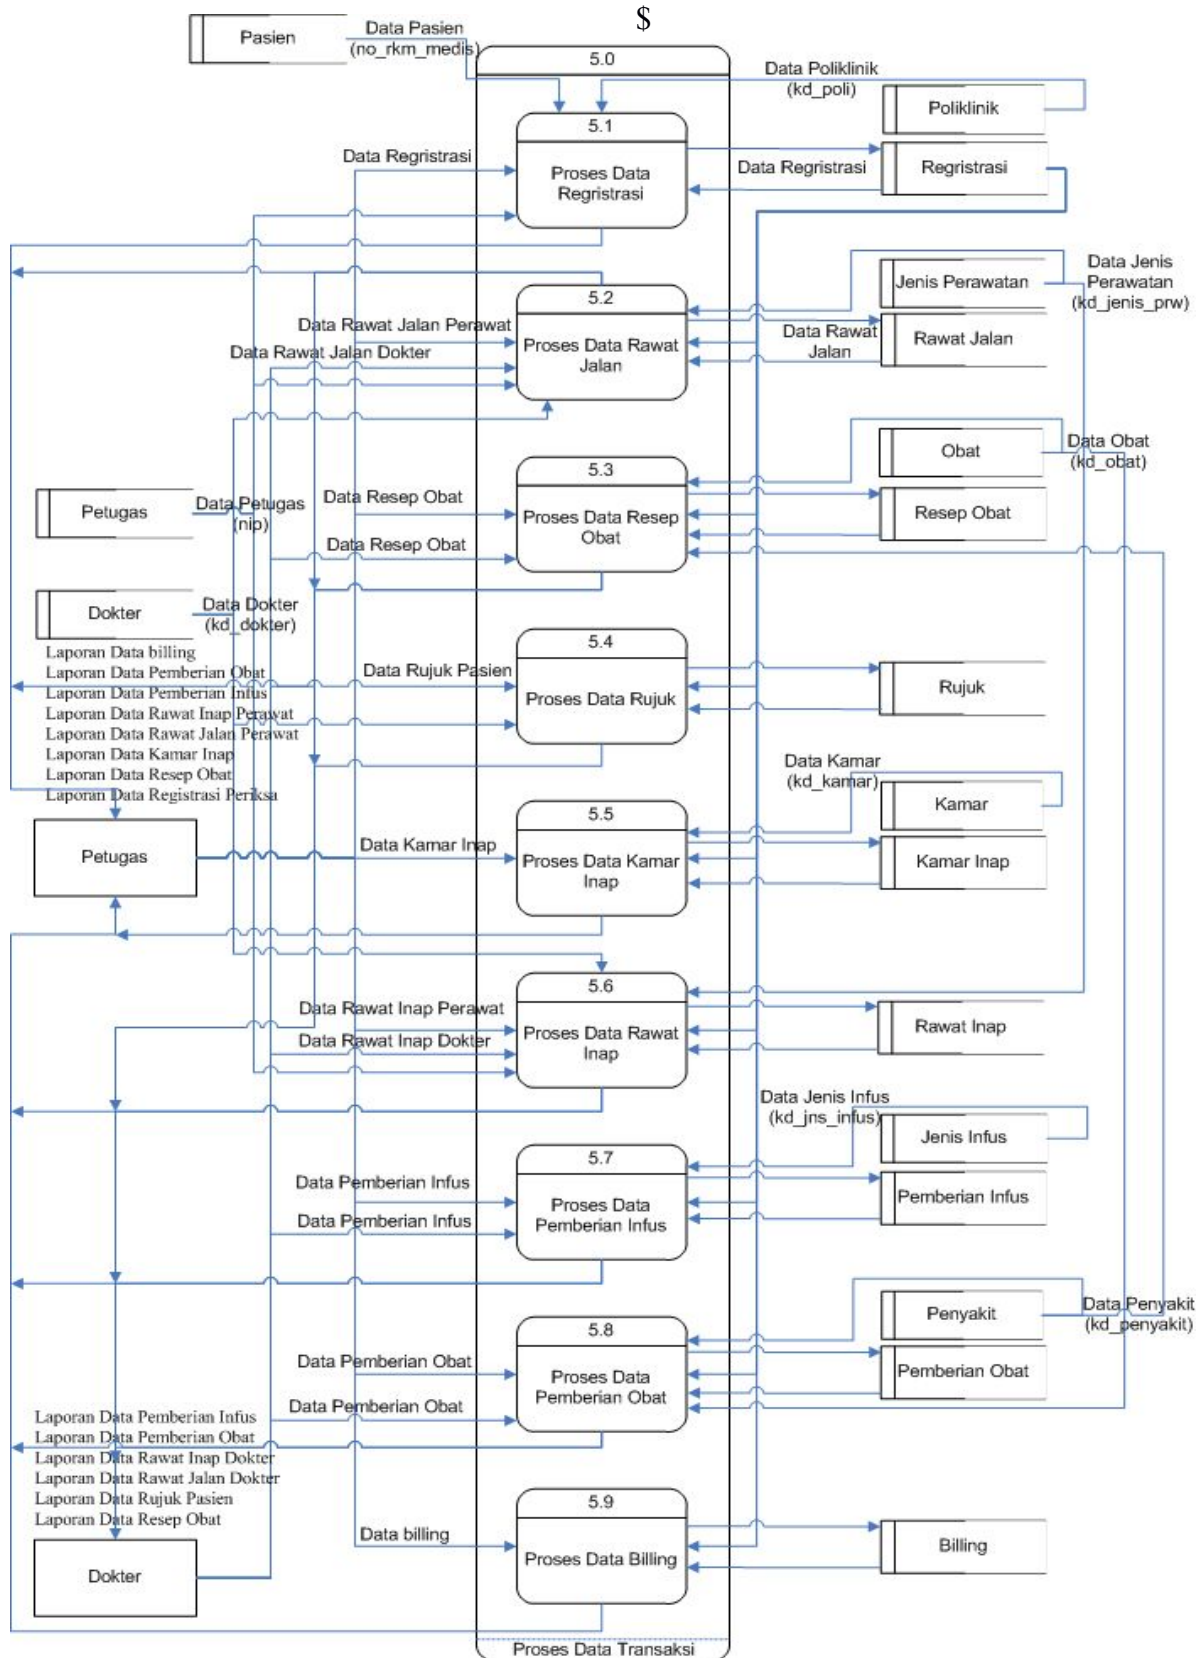 $
Pasien
Data Pasien
(no_rkm_medis)
5.0
Data Poliklinik
(kd_poli)
Poliklinik
5.1
Proses Data
Regristrasi
Data Regristrasi
Data Regristrasi
Regristrasi
Jenis Perawatan
Data Jenis
Perawatan
(kd_jenis_prw)
5.2
Proses Data Rawat
Jalan
Data Rawat Jalan Perawat
Data Rawat Jalan Dokter
Data Rawat
Jalan
Rawat Jalan
Obat
Data Obat
(kd_obat)
5.3
Proses Data Resep
Obat
Data Resep Obat
Data Resep Obat
Resep Obat
Petugas
Data Petugas
(nip)
Dokter
Data Dokter
(kd_dokter)
Laporan Data billing
Laporan Data Pemberian Obat
Laporan Data Pemberian Infus
Laporan Data Rawat Inap Perawat
Laporan Data Rawat Jalan Perawat
Laporan Data Kamar Inap
Laporan Data Resep Obat
Laporan Data Registrasi Periksa
5.4
Data Rujuk Pasien
Proses Data Rujuk
Rujuk
Data Kamar
(kd_kamar)
Kamar
Petugas
5.5
Data Kamar Inap
Proses Data Kamar
Inap
Kamar Inap
5.6
Data Rawat Inap Perawat
Data Rawat Inap Dokter
Proses Data Rawat
Inap
Rawat Inap
Data Jenis Infus
(kd_jns_infus)
Jenis Infus
5.7
Data Pemberian Infus
Data Pemberian Infus
Proses Data
Pemberian Infus
Pemberian Infus
Penyakit
Data Penyakit
(kd_penyakit)
5.8
Data Pemberian Obat
Data Pemberian Obat
Proses Data
Pemberian Obat
Pemberian Obat
Laporan Data Pemberian Infus
Laporan Data Pemberian Obat
Laporan Data Rawat Inap Dokter
Laporan Data Rawat Jalan Dokter
Laporan Data Rujuk Pasien
Laporan Data Resep Obat
Dokter
5.9
Data billing
Proses Data Billing
Billing
Proses Data Transaksi